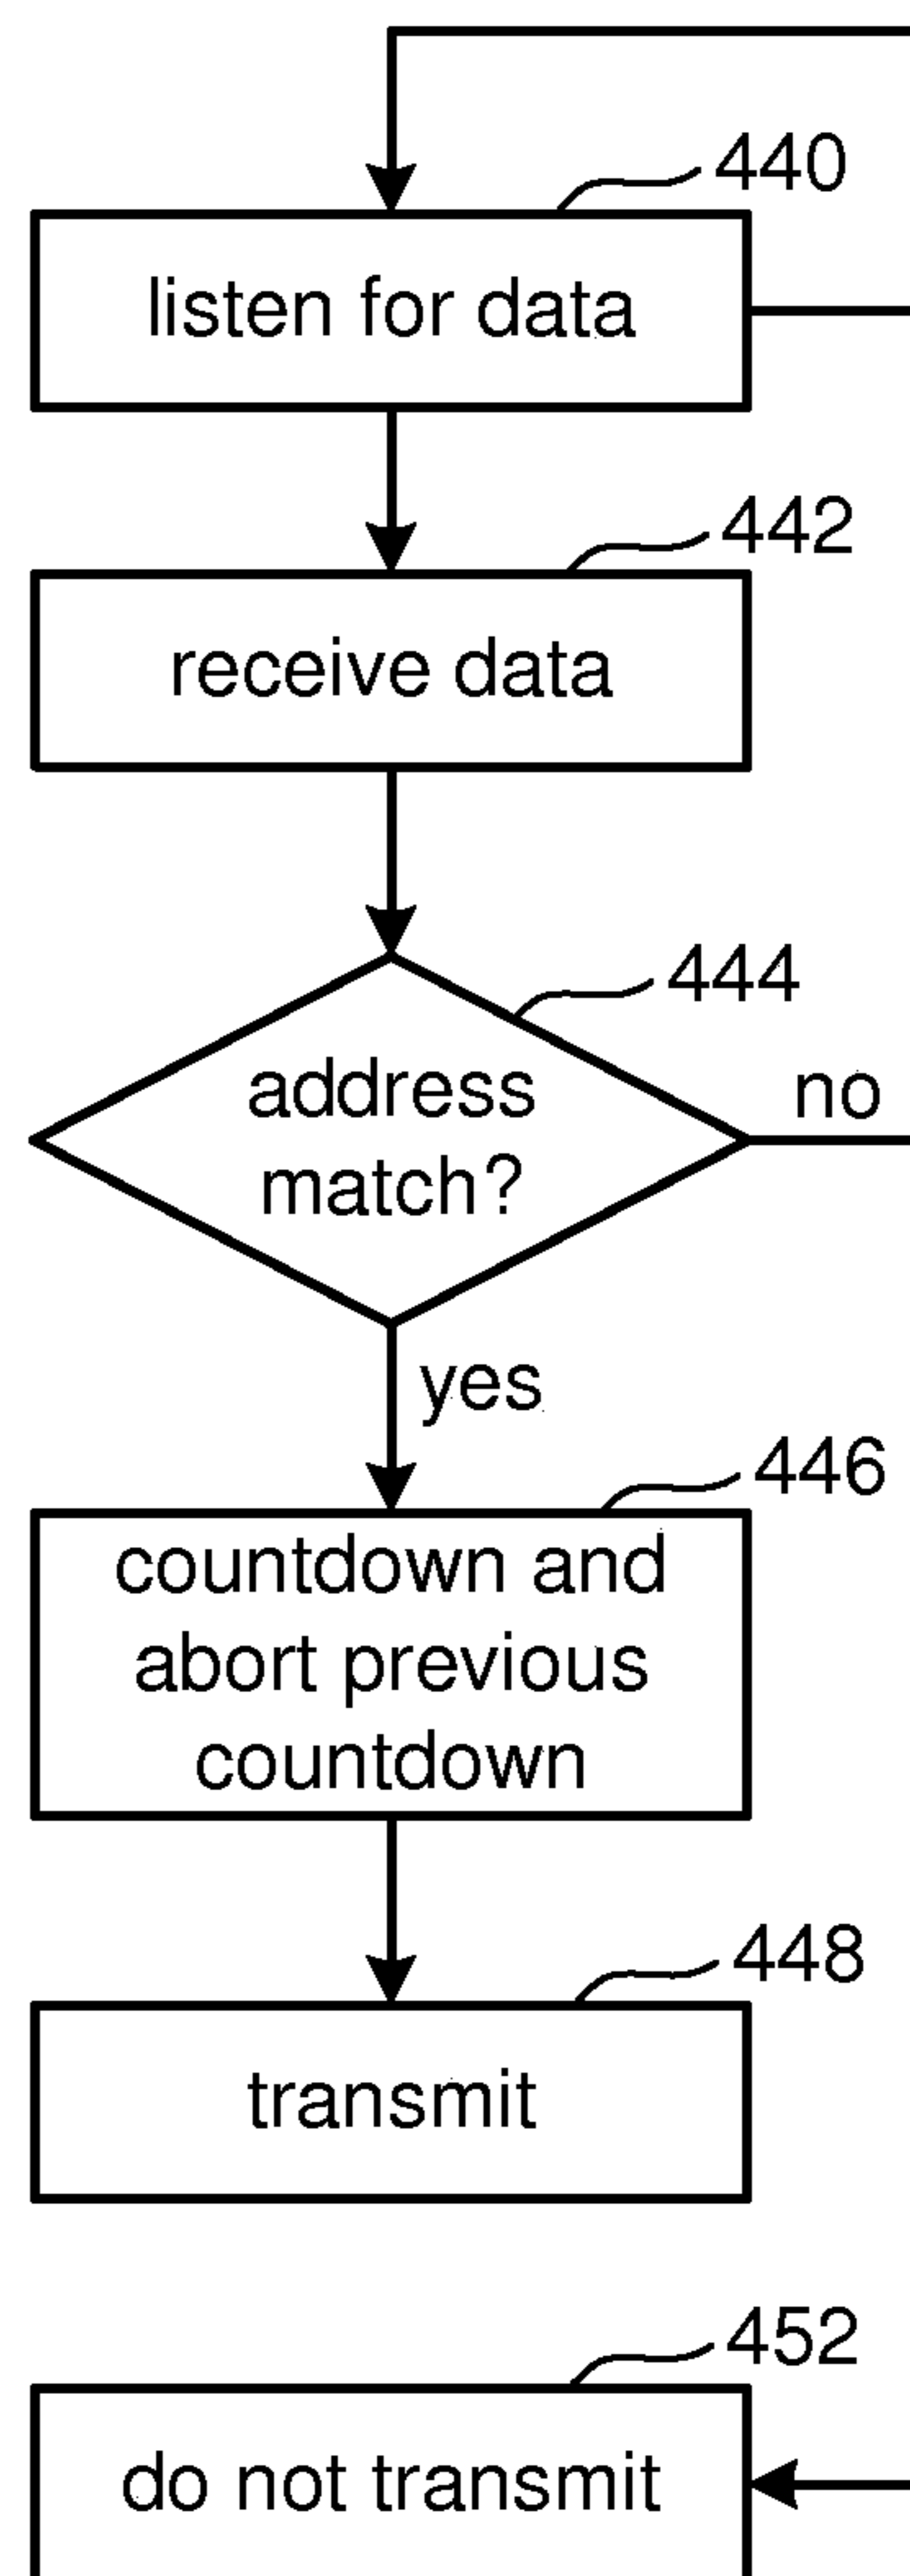 440
listen for data
442
receive data
444
address
match?
no
yes
446
countdown and
abort previous
countdown
448
transmit
452
do not transmit